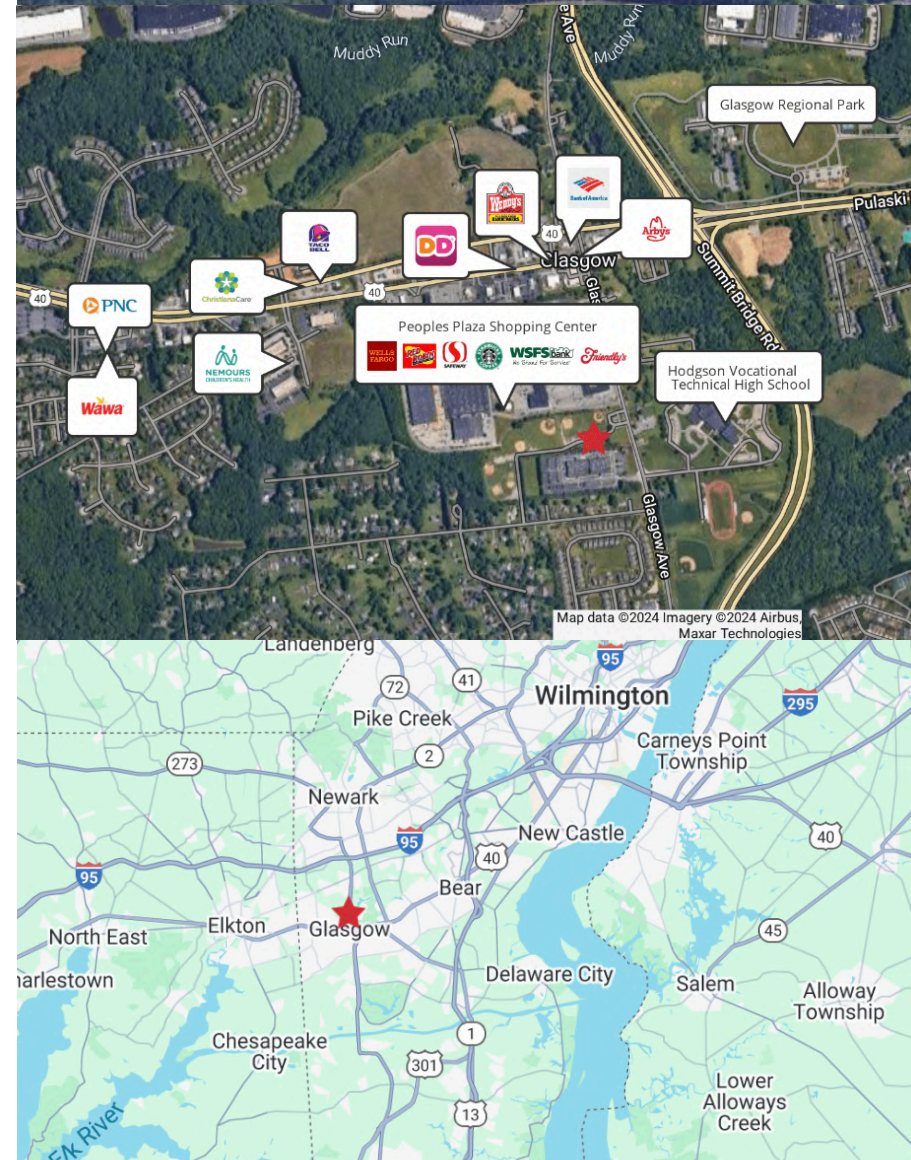 e Ave
Muddy Run
Muddy Run
Glasgow Regional Park
Pulaski
WENDY'S
Bank of America
Arby's
TACO
BELL
DD
40
Glasgow
Glas
Summit Bridge Rd
ChristianaCare
40
40
PNC
NEMOURS
CHILDREN'S HEALTH
Wawa
Peoples Plaza Shopping Center
WELLS
FARGO
SAFEWAY
WSFS bank
We Stand For Service
Friendly's
Hodgson Vocational
Technical High School
Glasgow Ave
Map data ©2024 Imagery ©2024 Airbus,
Maxar Technologies
Landenberg
95
72
41
Wilmington
295
Pike Creek
Carneys Point
Township
2
273
Newark
New Castle
95
40
40
95
Bear
Elkton
Glasgow
North East
45
harlestown
Delaware City
Salem
Alloway
Township
1
Chesapeake
City
301
Lower
Alloways
Creek
13
Elk River